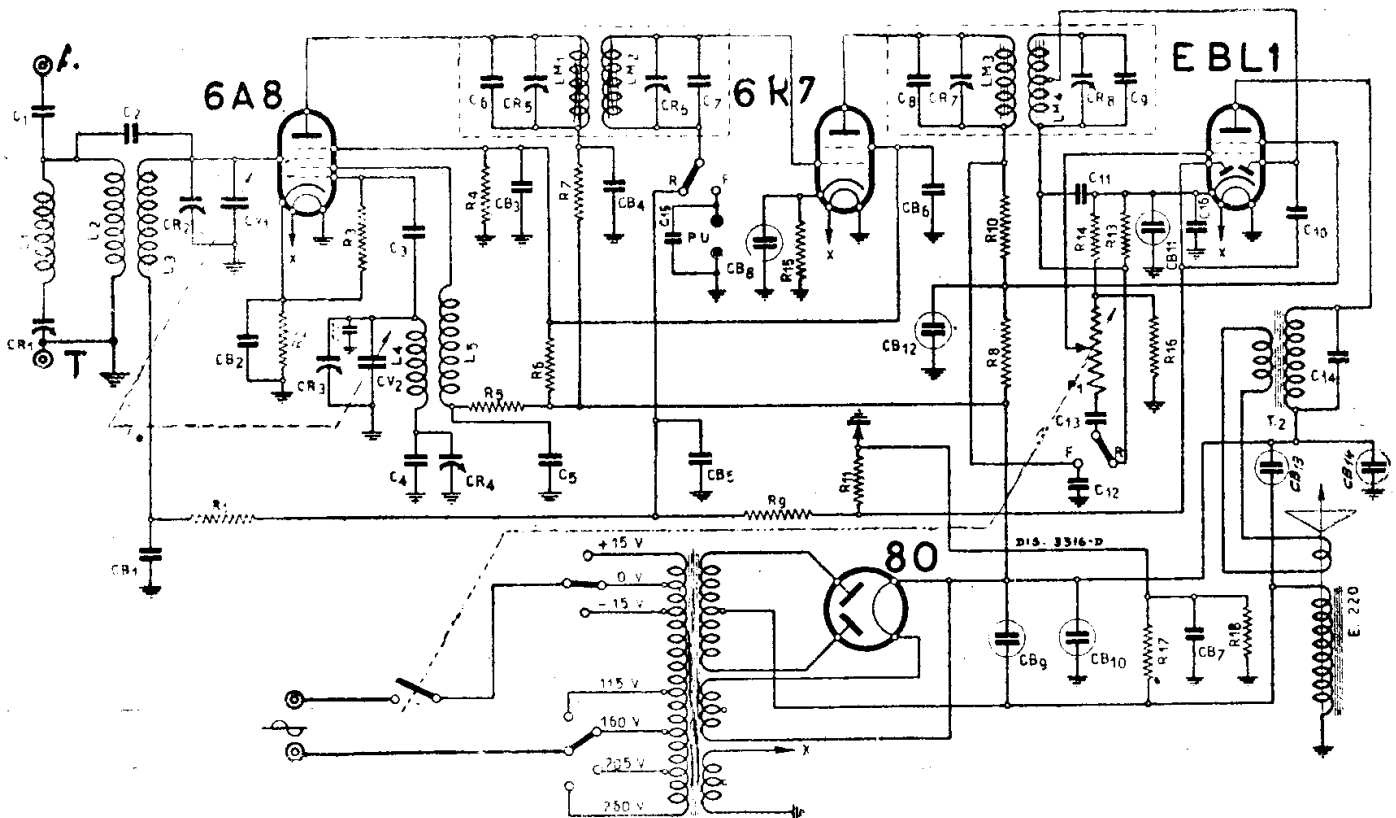 6A8
6K7
EBL1
C1
C2
L2
L3
CR1
T
CR2
CV1
X
R3
C3
CB2
CR3
CV2
L4
L5
C4
CR4
R5
C5
R1
CB1
C6
CR5
LM1
LM2
CR6
C7
R4
CB3
R7
CB4
R
F
C15
PU
CB8
R15
X
CB6
R6
CB5
R9
R11
C8
CR7
LM3
LM4
CR8
C9
R10
C11
R14
R13
CB11
C16
X
C10
CB12
R8
P1
R16
C13
F
R
C12
T.2
C14
CB13
CB14
DIS. 3316-D
80
CB9
CB10
R17
CB7
R18
E. 220
+15 V
0 V
-15 V
115 V
160 V
205 V
250 V
X